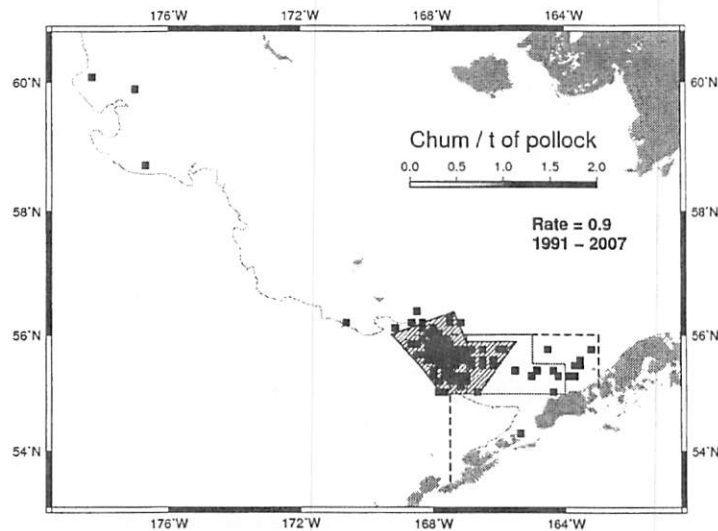 176°W 172°W 168°W 164°W
60°N 60°N
Chum / t of pollock
0.0 0.5 1.0 1.5 2.0
58°N 58°N
Rate = 0.9
1991 – 2007
56°N 56°N
54°N 54°N
176°W 172°W 168°W 164°W